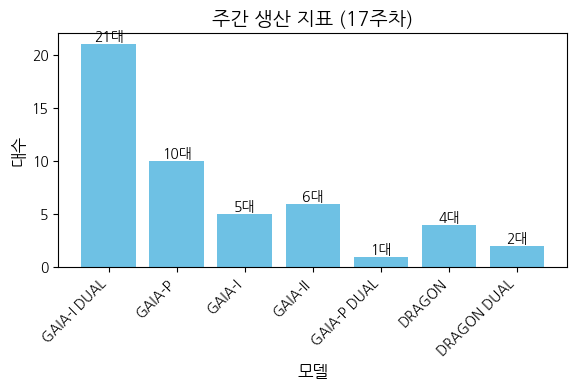 주간 생산 지표 (17주차)
대수
20
15
10
5
0
21대
10대
5대
6대
1대
4대
2대
GAIA-I DUAL
GAIA-P
GAIA-I
GAIA-II
GAIA-P DUAL
DRAGON
DRAGON DUAL
모델